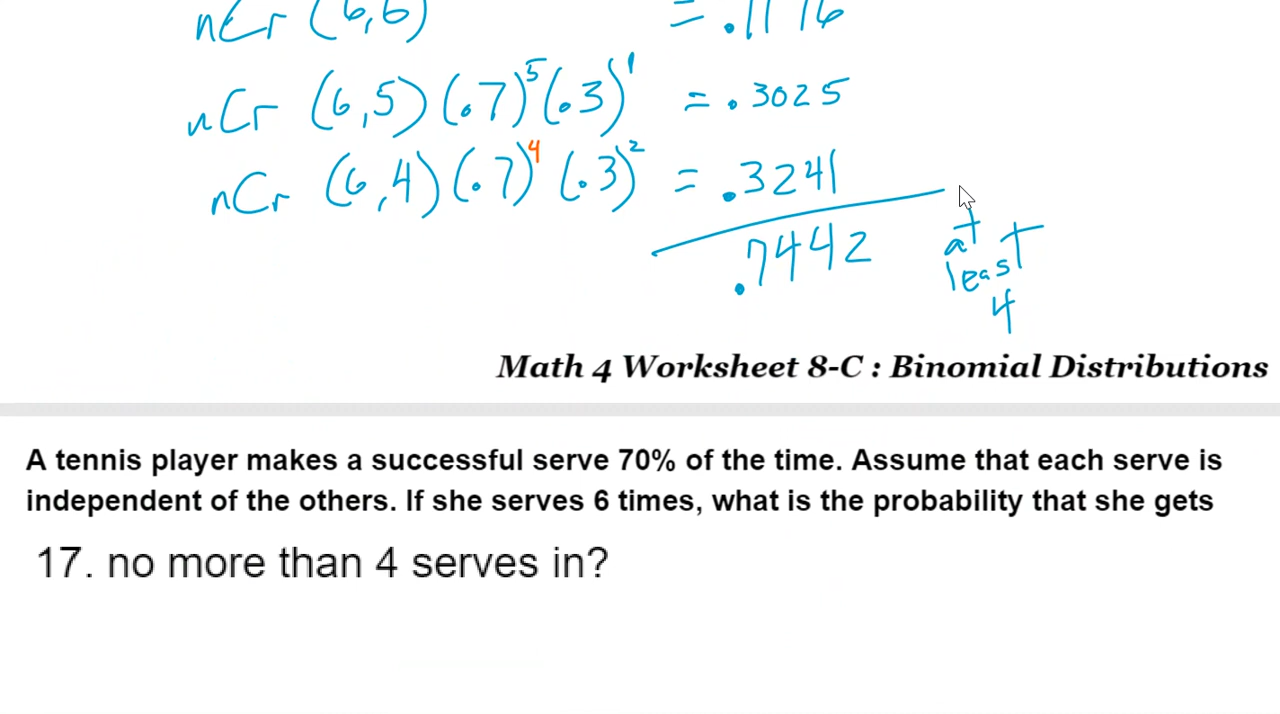 nCr (6,6) = .1176
nCr (6,5) (.7)^5 (.3)^1 = .3025
nCr (6,4) (.7)^4 (.3)^2 = .3241
.7442
at least 4
Math 4 Worksheet 8-C : Binomial Distributions
A tennis player makes a successful serve 70% of the time. Assume that each serve is
independent of the others. If she serves 6 times, what is the probability that she gets
17. no more than 4 serves in?